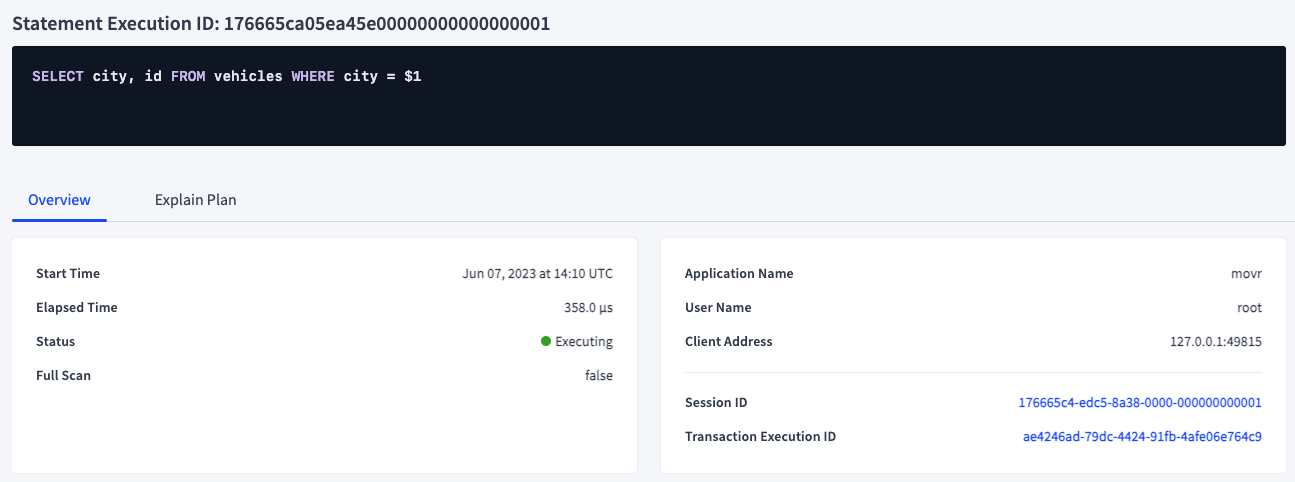 Statement Execution ID: 176665ca05ea45e00000000000000001
SELECT city, id FROM vehicles WHERE city = $1
Overview
Explain Plan
Start Time
Jun 07, 2023 at 14:10 UTC
Elapsed Time
358.0 µs
Status
Executing
Full Scan
false
Application Name
movr
User Name
root
Client Address
127.0.0.1:49815
Session ID
176665c4-edc5-8a38-0000-000000000001
Transaction Execution ID
ae4246ad-79dc-4424-91fb-4afe06e764c9